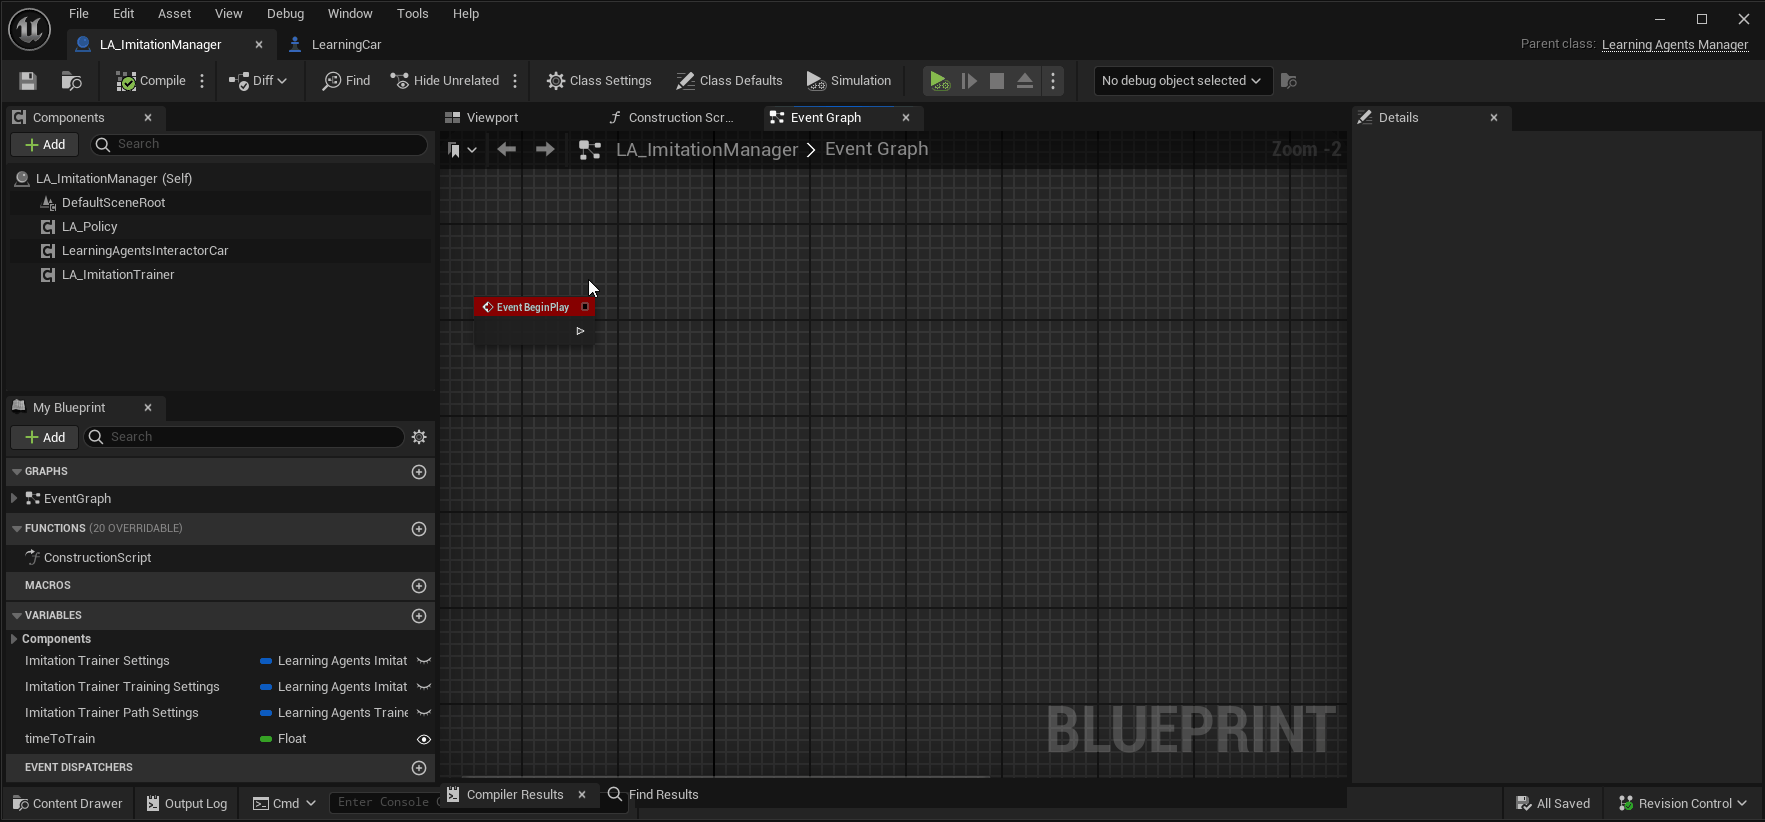 File Edit Asset View Debug Window Tools Help
LA_ImitationManager LearningCar Parent class: Learning Agents Manager
Compile Diff Find Hide Unrelated Class Settings Class Defaults Simulation No debug object selected
Components Viewport Construction Scr... Event Graph Details
Add Search LA_ImitationManager > Event Graph Zoom -2
LA_ImitationManager (Self)
DefaultSceneRoot
LA_Policy
LearningAgentsInteractorCar
LA_ImitationTrainer
Event BeginPlay
My Blueprint
Add Search
GRAPHS
EventGraph
FUNCTIONS (20 OVERRIDABLE)
ConstructionScript
MACROS
VARIABLES
Components
Imitation Trainer Settings Learning Agents Imitat
Imitation Trainer Training Settings Learning Agents Imitat
Imitation Trainer Path Settings Learning Agents Traine
timeToTrain Float
BLUEPRINT
EVENT DISPATCHERS
Compiler Results Find Results
Content Drawer Output Log Cmd Enter Console All Saved Revision Control